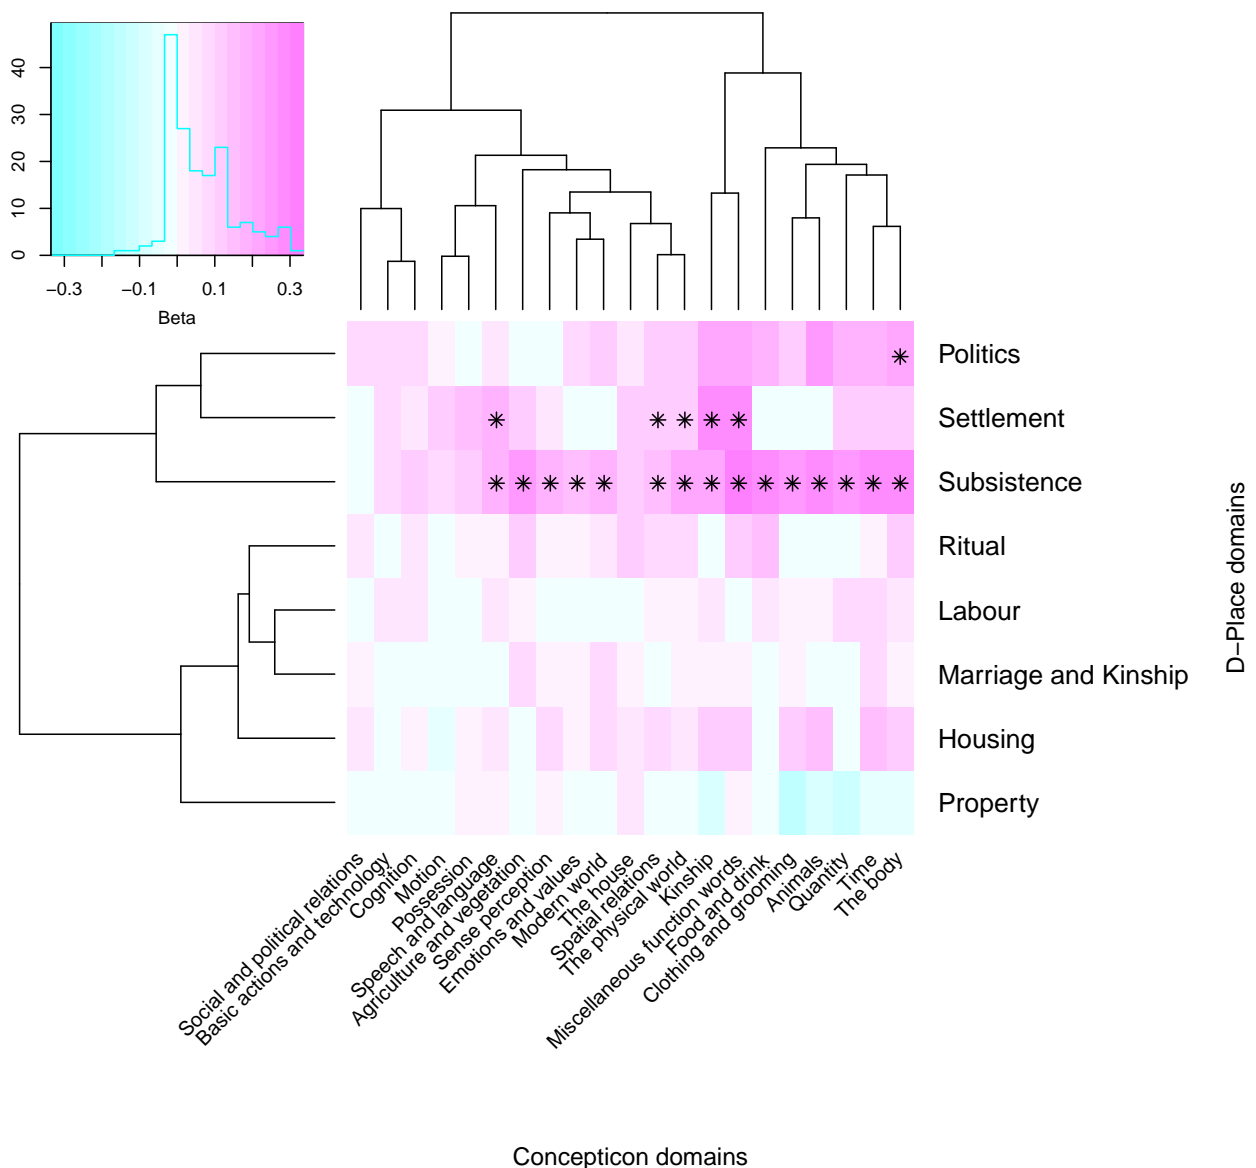 40
30
20
10
0
−0.3 −0.1 0.1 0.3
Beta
Politics
Settlement
Subsistence
Ritual
Labour
Marriage and Kinship
Housing
Property
D−Place domains
Social and political relations
Basic actions and technology
Cognition
Motion
Possession
Speech and language
Agriculture and vegetation
Sense perception
Emotions and values
Modern world
The house
Spatial relations
The physical world
Kinship
Miscellaneous function words
Food and drink
Clothing and grooming
Animals
Quantity
Time
The body
Concepticon domains